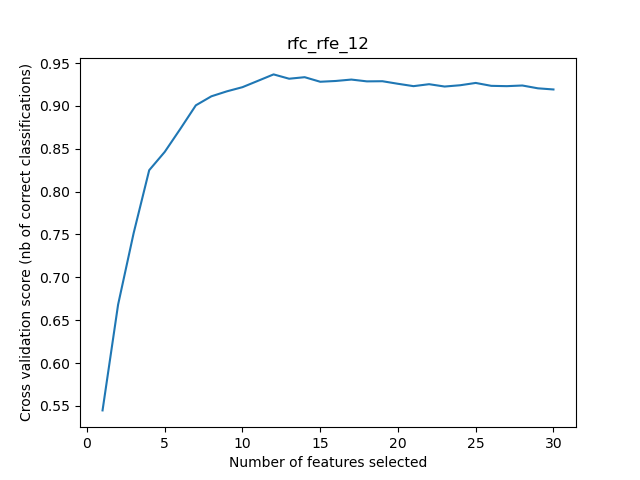 rfc_rfe_12
Cross validation score (nb of correct classifications)
0.95
0.90
0.85
0.80
0.75
0.70
0.65
0.60
0.55
0 5 10 15 20 25 30
Number of features selected